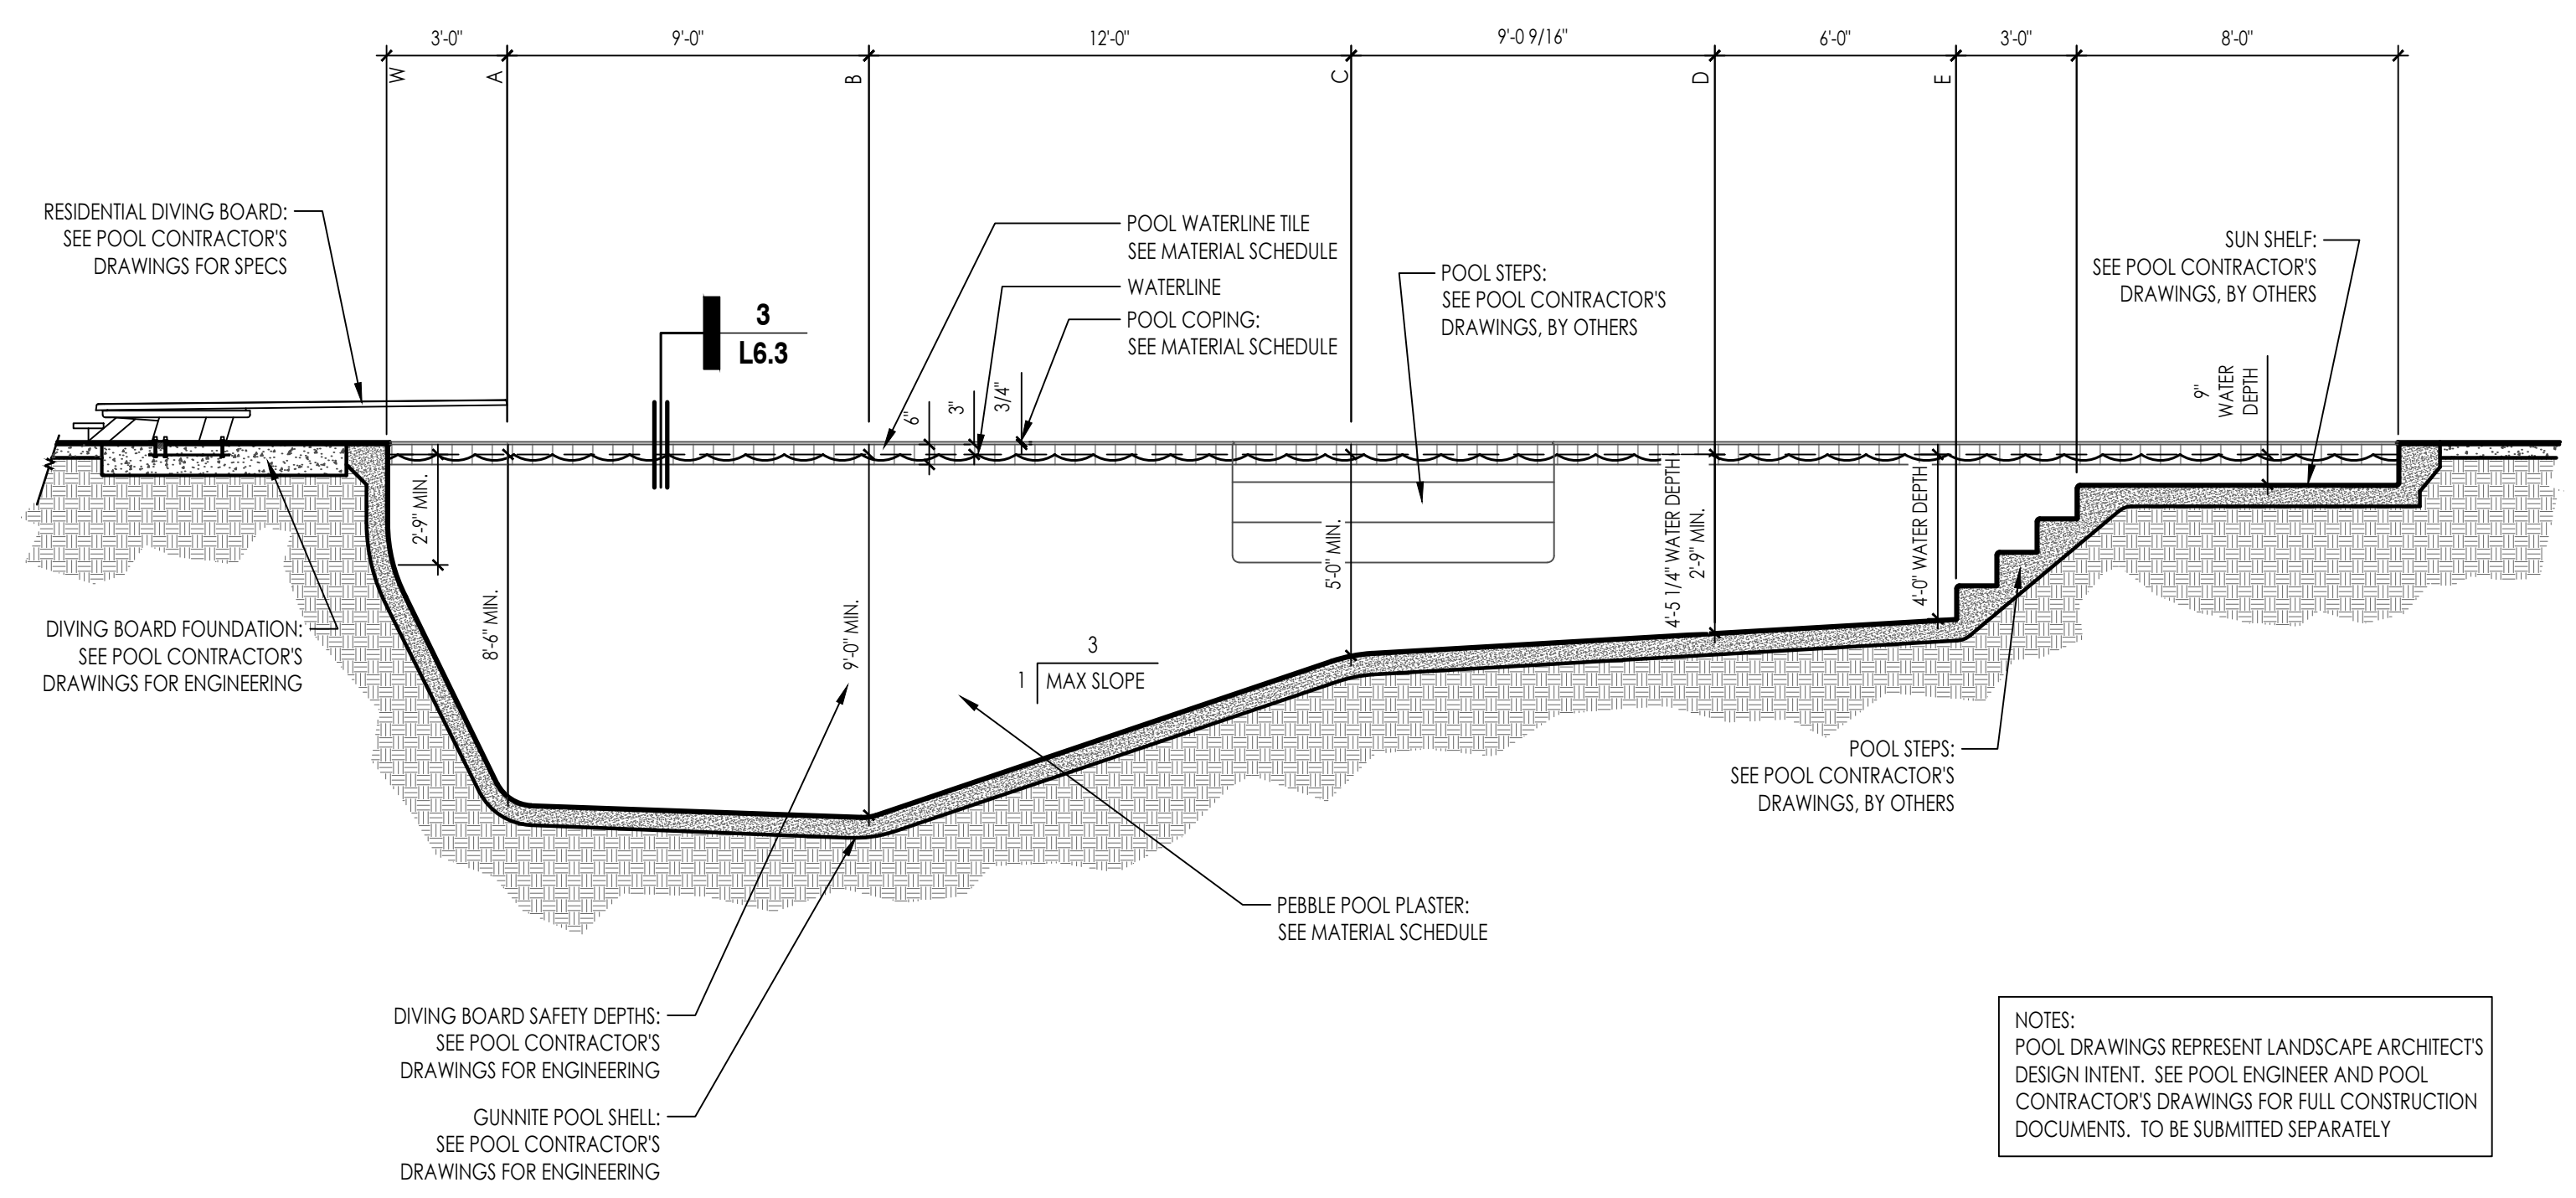 3'-0"
9'-0"
12'-0"
9'-0 9/16"
6'-0"
3'-0"
8'-0"
W
A
B
C
D
E
RESIDENTIAL DIVING BOARD:
SEE POOL CONTRACTOR'S
DRAWINGS FOR SPECS
POOL WATERLINE TILE
SEE MATERIAL SCHEDULE
WATERLINE
POOL COPING:
SEE MATERIAL SCHEDULE
POOL STEPS:
SEE POOL CONTRACTOR'S
DRAWINGS, BY OTHERS
SUN SHELF:
SEE POOL CONTRACTOR'S
DRAWINGS, BY OTHERS
3
L6.3
6"
3"
3/4"
9"
WATER
DEPTH
2'-9" MIN.
8'-6" MIN.
9'-0" MIN.
5'-0" MIN.
4'-5 1/4" WATER DEPTH
2'-9" MIN.
4'-0" WATER DEPTH
DIVING BOARD FOUNDATION:
SEE POOL CONTRACTOR'S
DRAWINGS FOR ENGINEERING
3
1
MAX SLOPE
POOL STEPS:
SEE POOL CONTRACTOR'S
DRAWINGS, BY OTHERS
PEBBLE POOL PLASTER:
SEE MATERIAL SCHEDULE
DIVING BOARD SAFETY DEPTHS:
SEE POOL CONTRACTOR'S
DRAWINGS FOR ENGINEERING
GUNNITE POOL SHELL:
SEE POOL CONTRACTOR'S
DRAWINGS FOR ENGINEERING
NOTES:
POOL DRAWINGS REPRESENT LANDSCAPE ARCHITECT'S
DESIGN INTENT. SEE POOL ENGINEER AND POOL
CONTRACTOR'S DRAWINGS FOR FULL CONSTRUCTION
DOCUMENTS. TO BE SUBMITTED SEPARATELY